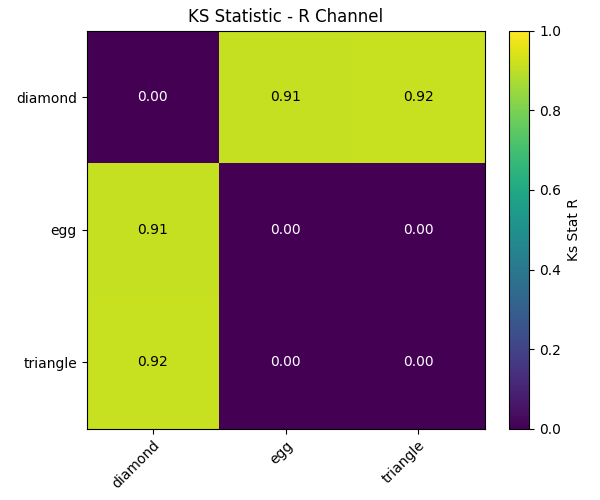 KS Statistic - R Channel
diamond 0.00 0.91 0.92
egg 0.91 0.00 0.00
triangle 0.92 0.00 0.00
diamond egg triangle
1.0
0.8
0.6
0.4
0.2
0.0
Ks Stat R